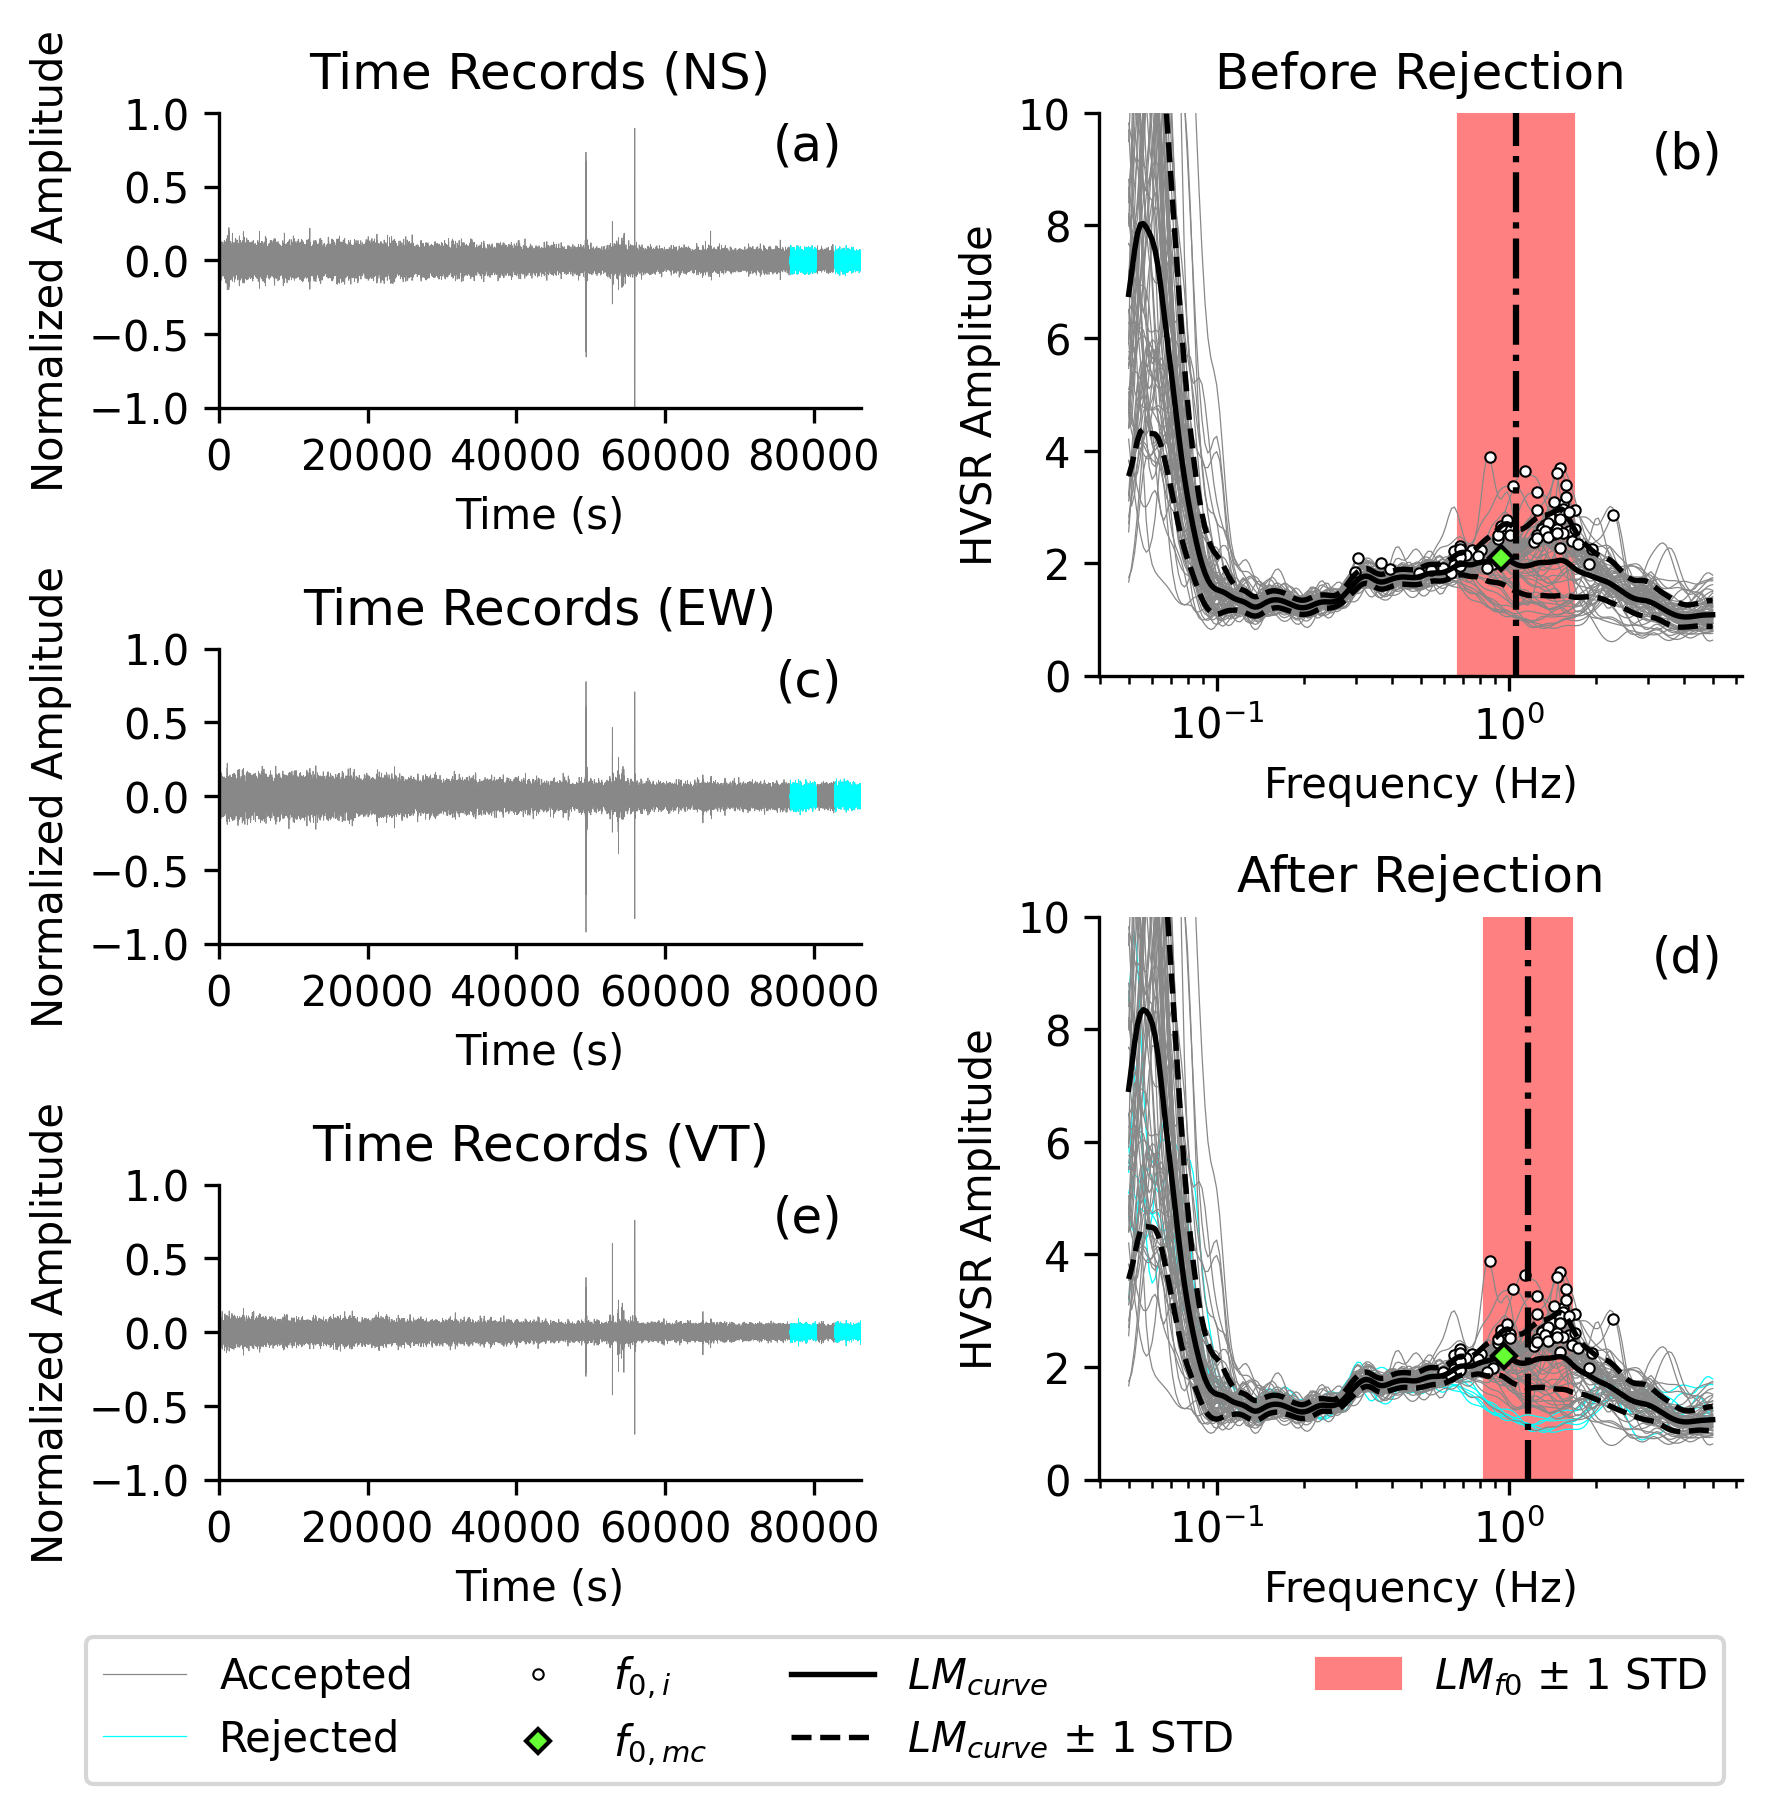 Time Records (NS)
Normalized Amplitude
1.0
0.5
0.0
−0.5
−1.0
(a)
0 20000 40000 60000 80000
Time (s)
Before Rejection
HVSR Amplitude
10
8
6
4
2
0
(b)
10⁻¹ 10⁰
Frequency (Hz)
Time Records (EW)
Normalized Amplitude
1.0
0.5
0.0
−0.5
−1.0
(c)
0 20000 40000 60000 80000
Time (s)
After Rejection
HVSR Amplitude
10
8
6
4
2
0
(d)
10⁻¹ 10⁰
Frequency (Hz)
Time Records (VT)
Normalized Amplitude
1.0
0.5
0.0
−0.5
−1.0
(e)
0 20000 40000 60000 80000
Time (s)
Accepted
Rejected
f0,i
f0,mc
LMcurve
LMcurve ± 1 STD
LMf0 ± 1 STD